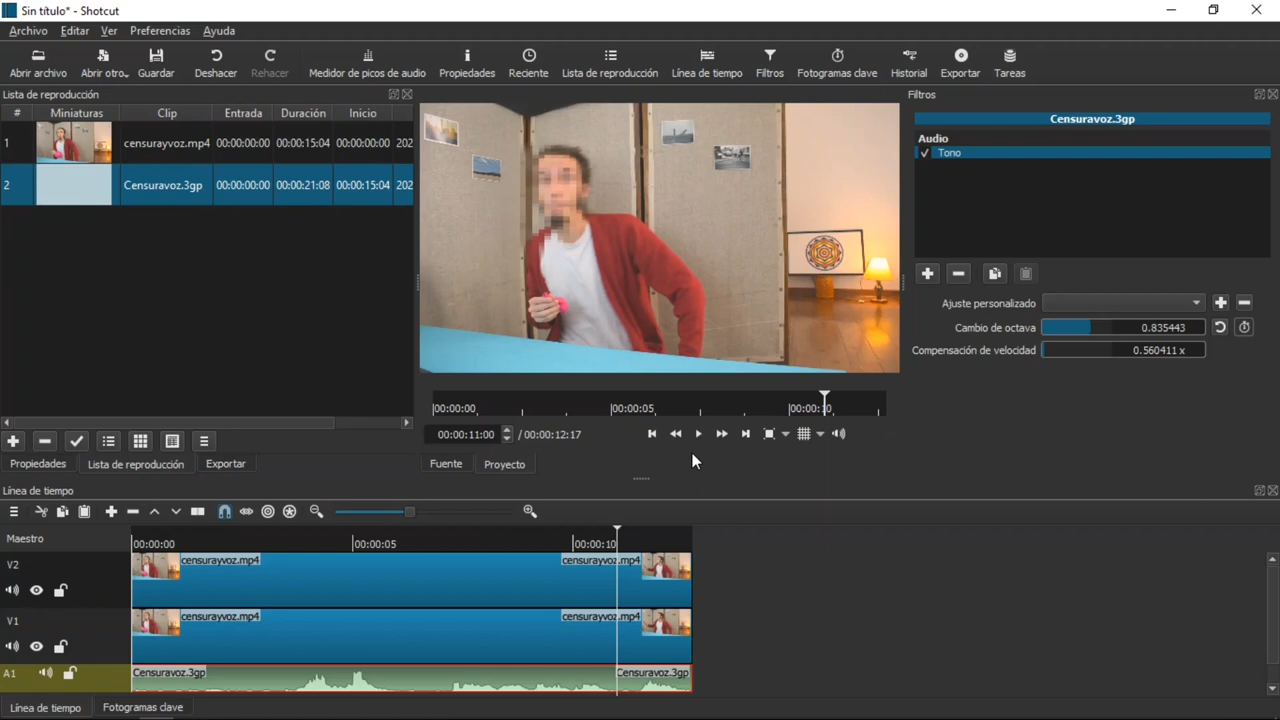 Sin título* - Shotcut
Archivo Editar Ver Preferencias Ayuda
Abrir archivo Abrir otro... Guardar Deshacer Rehacer Medidor de picos de audio Propiedades Reciente Lista de reproducción Línea de tiempo Filtros Fotogramas clave Historial Exportar Tareas
Lista de reproducción
# Miniaturas Clip Entrada Duración Inicio
1 censurayvoz.mp4 00:00:00:00 00:00:15:04 00:00:00:00 202
2 Censuravoz.3gp 00:00:00:00 00:00:21:08 00:00:15:04 202
Propiedades Lista de reproducción Exportar
00:00:00 00:00:05 00:00:10
00:00:11:00 / 00:00:12:17
Fuente Proyecto
Filtros
Censuravoz.3gp
Audio
✓ Tono
Ajuste personalizado
Cambio de octava 0.835443
Compensación de velocidad 0.560411 x
Línea de tiempo
Maestro 00:00:00 00:00:05 00:00:10
V2 censurayvoz.mp4 censurayvoz.mp4
V1 censurayvoz.mp4 censurayvoz.mp4
A1 Censuravoz.3gp Censuravoz.3gp
Línea de tiempo Fotogramas clave